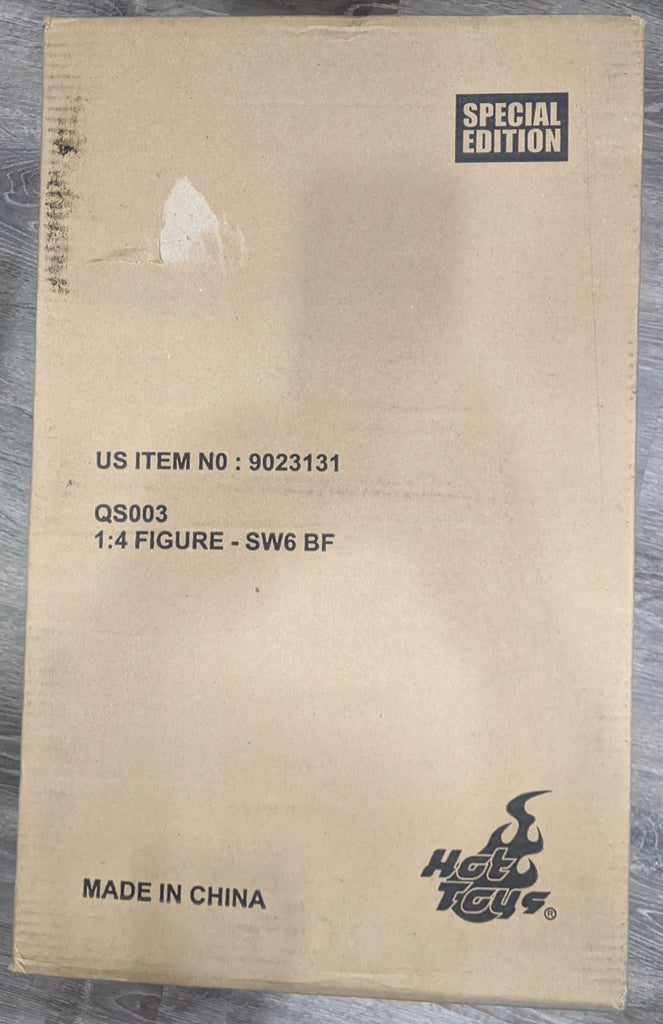 SPECIAL
EDITION
US ITEM N0 : 9023131
QS003
1:4 FIGURE - SW6 BF
MADE IN CHINA
Hot
Toys®